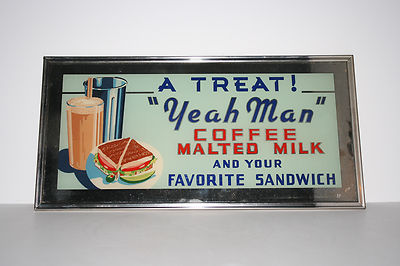 A TREAT!
"Yeah Man"
COFFEE
MALTED MILK
AND YOUR
FAVORITE SANDWICH